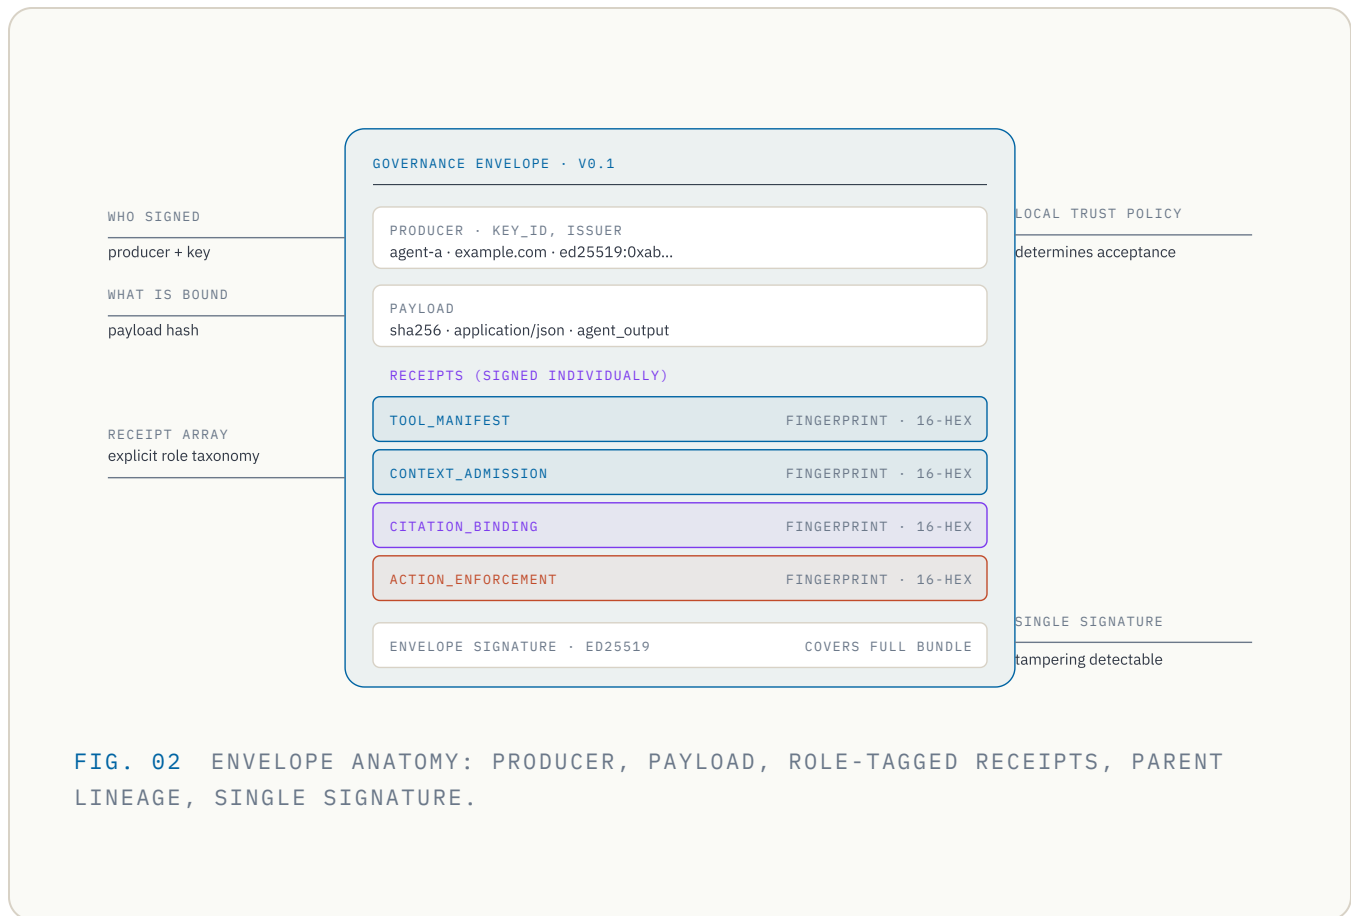 GOVERNANCE ENVELOPE · V0.1
WHO SIGNED
producer + key
WHAT IS BOUND
payload hash
RECEIPT ARRAY
explicit role taxonomy
PRODUCER · KEY_ID, ISSUER
agent-a · example.com · ed25519:0xab…
PAYLOAD
sha256 · application/json · agent_output
RECEIPTS (SIGNED INDIVIDUALLY)
TOOL_MANIFEST FINGERPRINT · 16-HEX
CONTEXT_ADMISSION FINGERPRINT · 16-HEX
CITATION_BINDING FINGERPRINT · 16-HEX
ACTION_ENFORCEMENT FINGERPRINT · 16-HEX
ENVELOPE SIGNATURE · ED25519 COVERS FULL BUNDLE
LOCAL TRUST POLICY
determines acceptance
SINGLE SIGNATURE
tampering detectable
FIG. 02 ENVELOPE ANATOMY: PRODUCER, PAYLOAD, ROLE-TAGGED RECEIPTS, PARENT
LINEAGE, SINGLE SIGNATURE.